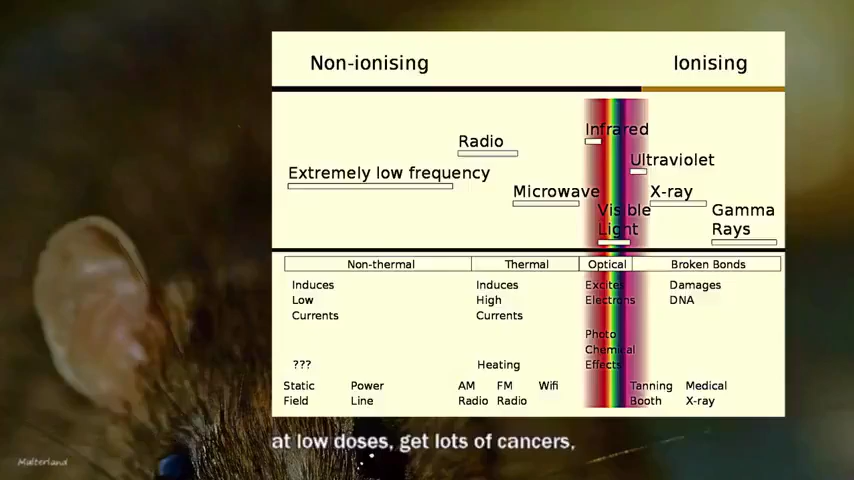 Non-ionising Ionising
Infrared
Radio
Ultraviolet
Extremely low frequency
Microwave X-ray
Visible Gamma
Light Rays
Non-thermal Thermal Optical Broken Bonds
Induces Induces Excites Damages
Low High Electrons DNA
Currents Currents
Photo
Chemical
??? Heating Effects
Static Power AM FM Wifi Tanning Medical
Field Line Radio Radio Booth X-ray
at low doses, get lots of cancers,
Malterland